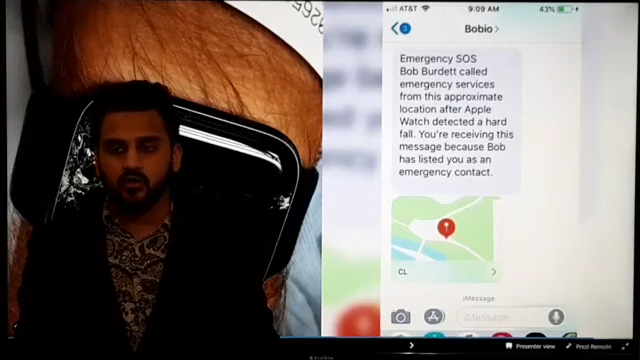 AT&T
9:09 AM
43%
3
Bobio
Emergency SOS
Bob Burdett called
emergency services
from this approximate
location after Apple
Watch detected a hard
fall. You're receiving this
message because Bob
has listed you as an
emergency contact.
CL
iMessage
iMessage
Presenter view
Prezi Remote